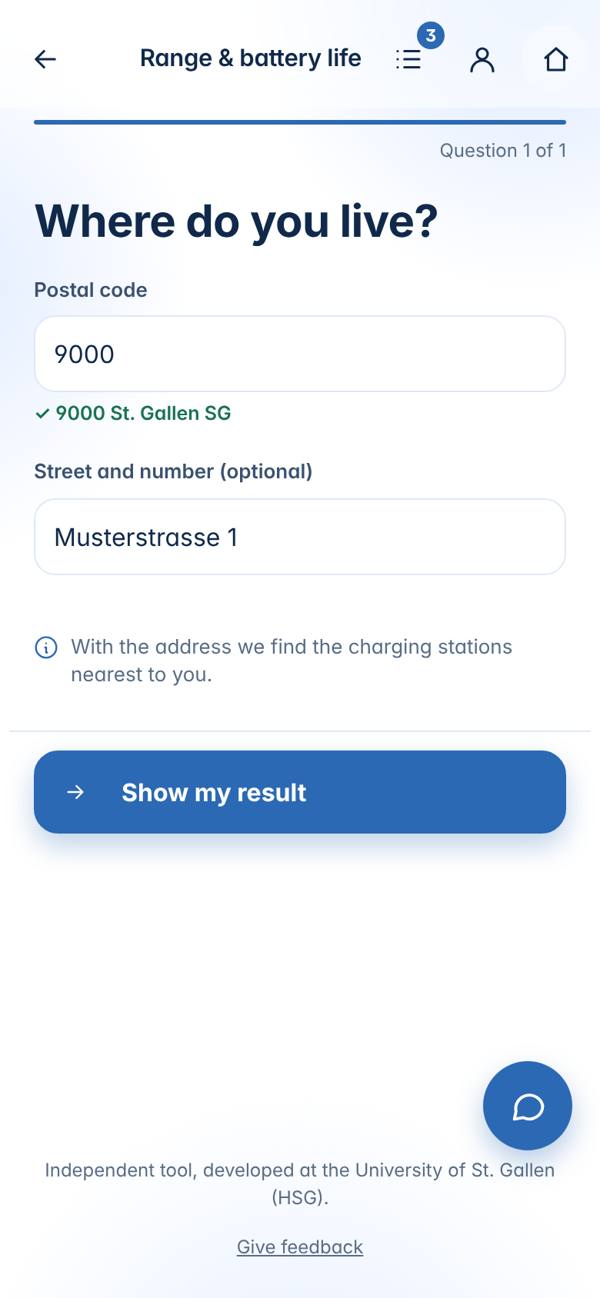 Range & battery life
3
Question 1 of 1
Where do you live?
Postal code
9000
✓ 9000 St. Gallen SG
Street and number (optional)
Musterstrasse 1
With the address we find the charging stations
nearest to you.
→ Show my result
Independent tool, developed at the University of St. Gallen
(HSG).
Give feedback